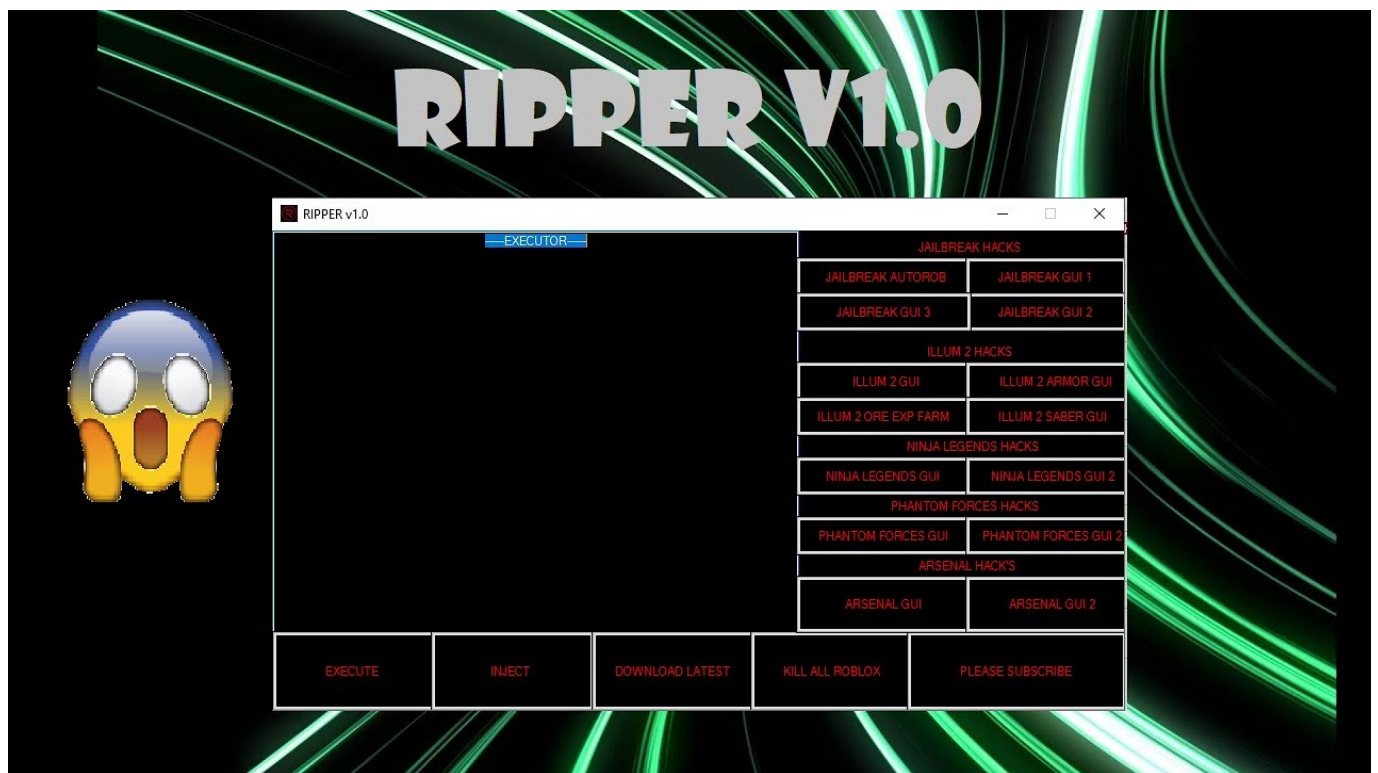 RIPPER V1.0
RIPPER v1.0
-----EXECUTOR-----
JAILBREAK HACKS
JAILBREAK AUTOROB JAILBREAK GUI 1
JAILBREAK GUI 3 JAILBREAK GUI 2
ILLUM 2 HACKS
ILLUM 2 GUI ILLUM 2 ARMOR GUI
ILLUM 2 ORE EXP FARM ILLUM 2 SABER GUI
NINJA LEGENDS HACKS
NINJA LEGENDS GUI NINJA LEGENDS GUI 2
PHANTOM FORCES HACKS
PHANTOM FORCES GUI PHANTOM FORCES GUI 2
ARSENAL HACK'S
ARSENAL GUI ARSENAL GUI 2
EXECUTE INJECT DOWNLOAD LATEST KILL ALL ROBLOX PLEASE SUBSCRIBE